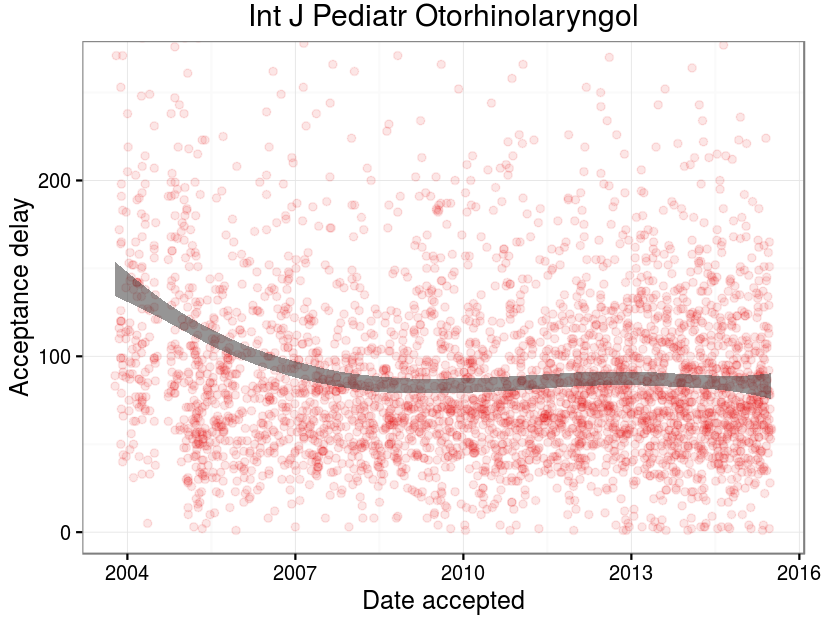 Int J Pediatr Otorhinolaryngol
Acceptance delay
200
100
0
2004 2007 2010 2013 2016
Date accepted